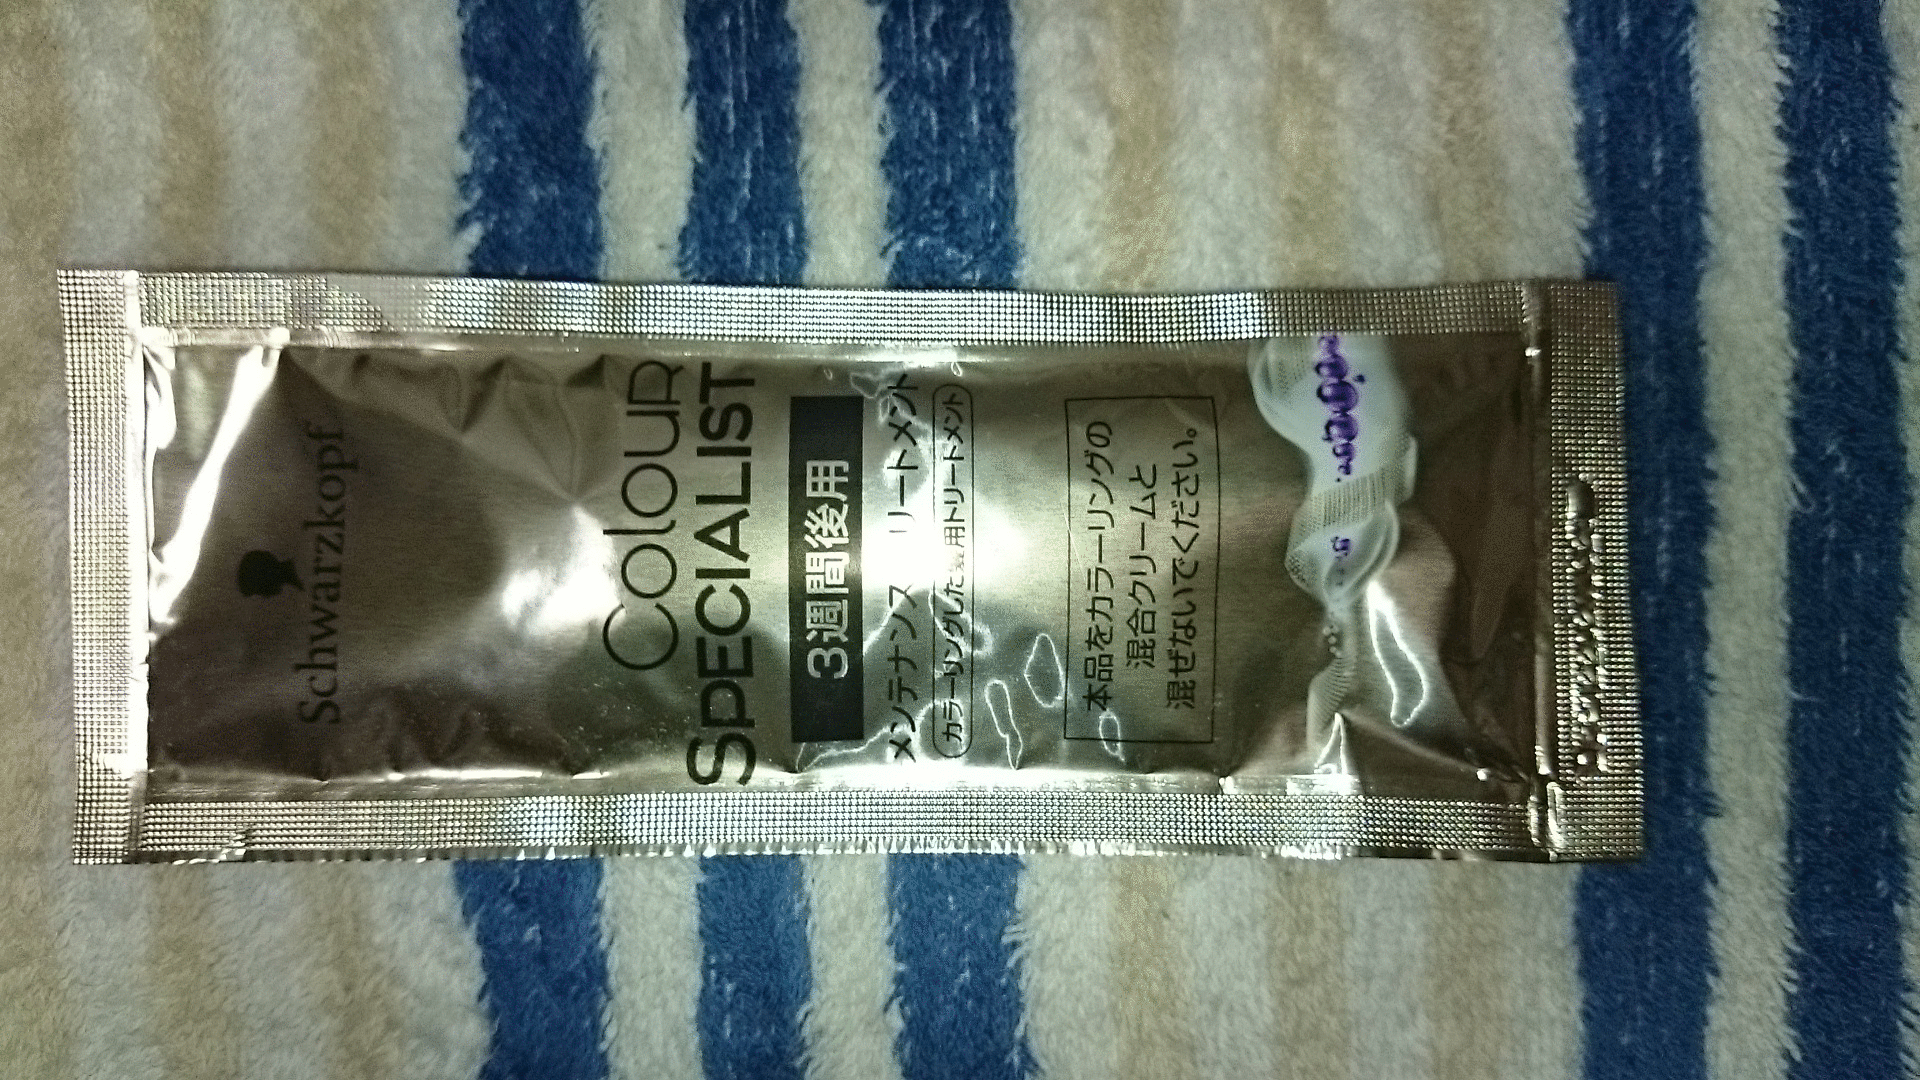 Schwarzkopf
COLOUR
SPECIALIST
3週間後用
メンテナンス リートメント
カラーリングした 用トリートメント
本品をカラーリングの
混合クリームと
混ぜないでください。